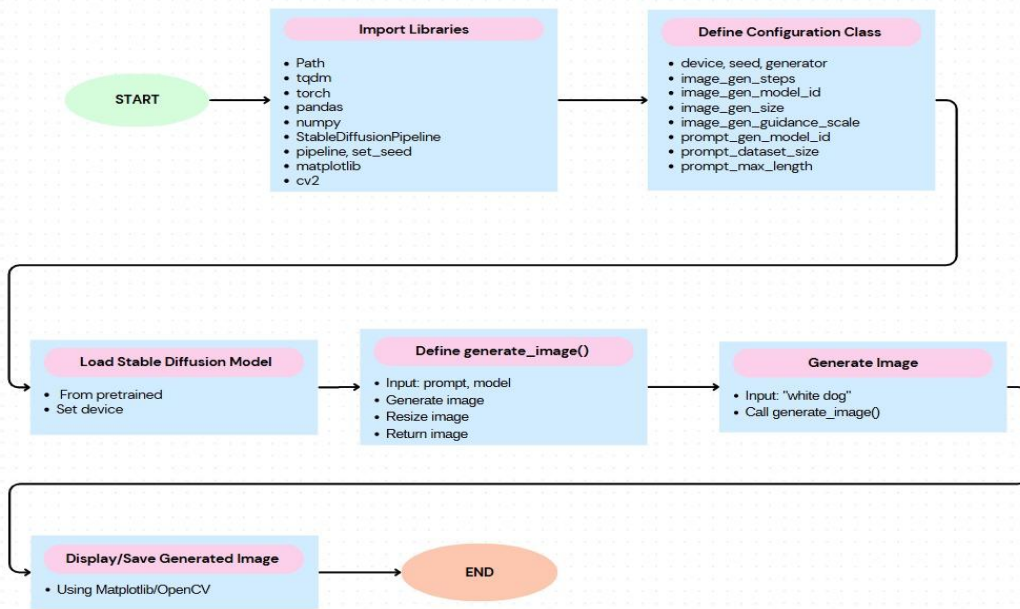 START
Import Libraries
• Path
• tqdm
• torch
• pandas
• numpy
• StableDiffusionPipeline
• pipeline, set_seed
• matplotlib
• cv2
Define Configuration Class
• device, seed, generator
• image_gen_steps
• image_gen_model_id
• image_gen_size
• image_gen_guidance_scale
• prompt_gen_model_id
• prompt_dataset_size
• prompt_max_length
Load Stable Diffusion Model
• From pretrained
• Set device
Define generate_image()
• Input: prompt, model
• Generate image
• Resize image
• Return image
Generate Image
• Input: "white dog"
• Call generate_image()
Display/Save Generated Image
• Using Matplotlib/OpenCV
END